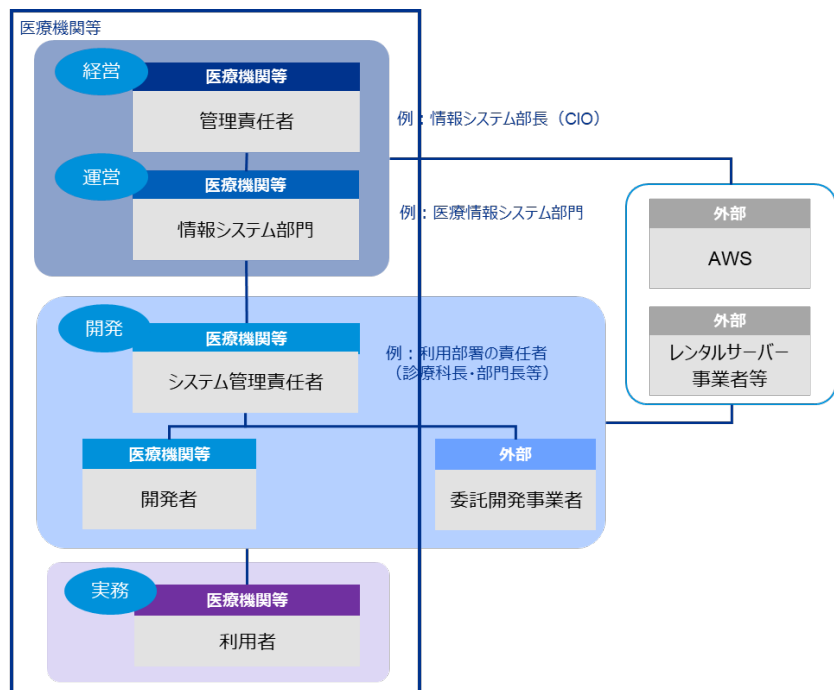 医療機関等
経営
医療機関等
管理責任者
例：情報システム部長（CIO）
運営
医療機関等
情報システム部門
例：医療情報システム部門
外部
AWS
外部
レンタルサーバー
事業者等
開発
医療機関等
システム管理責任者
例：利用部署の責任者
（診療科長・部門長等）
医療機関等
開発者
外部
委託開発事業者
実務
医療機関等
利用者